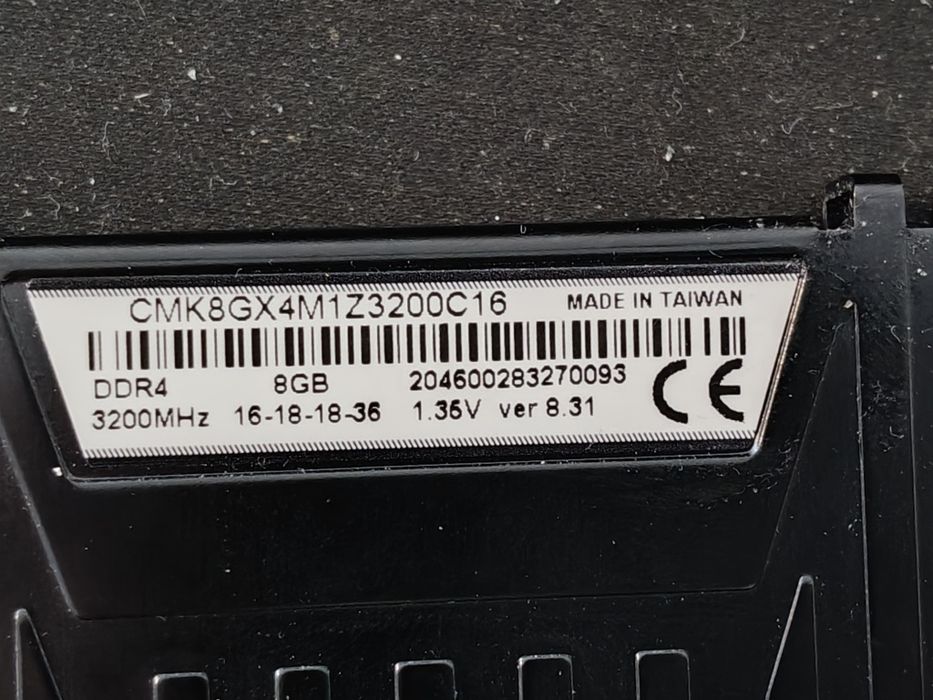 CMK8GX4M1Z3200C16 MADE IN TAIWAN
DDR4 8GB 204600283270093
3200MHz 16-18-18-36 1.35V ver 8.31
CE